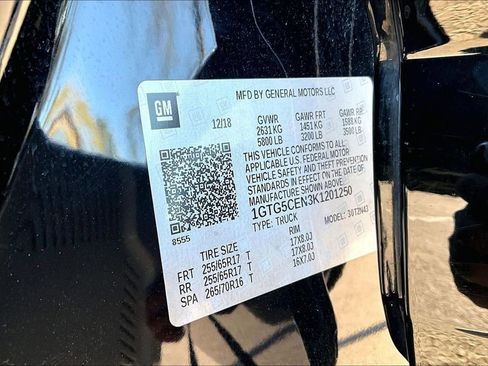 MFD BY GENERAL MOTORS LLC
GM
12/18
GVWR GAWR FRT GAWR RR
2631 KG 1451 KG 1588 KG
5800 LB 3200 LB 3500 LB
THIS VEHICLE CONFORMS TO ALL
APPLICABLE U.S. FEDERAL MOTOR
VEHICLE SAFETY AND THEFT PREVENTION
STANDARDS IN EFFECT ON THE DATE OF
MANUFACTURE SHOWN ABOVE.
1GTG5CEN3K1201250
TYPE: TRUCK MODEL: 30T2N43
8555
TIRE SIZE RIM
FRT 255/65R17 T 17X8.0J
RR 255/65R17 T 17X8.0J
SPA 265/70R16 T 16X7.0J